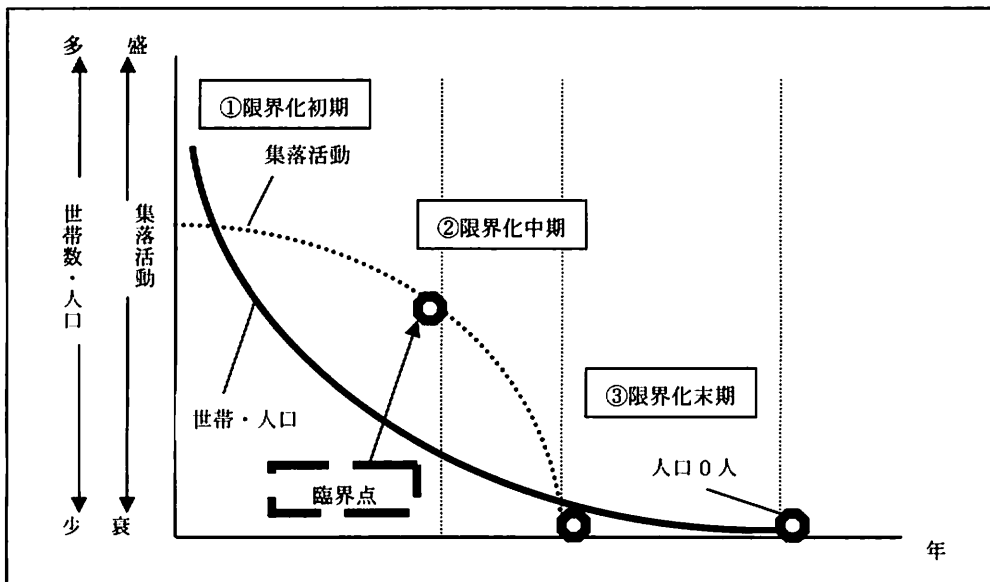 多 盛
①限界化初期
集落活動
世帯数・人口
集落活動
②限界化中期
③限界化末期
世帯・人口
人口0人
臨界点
少 衰
年